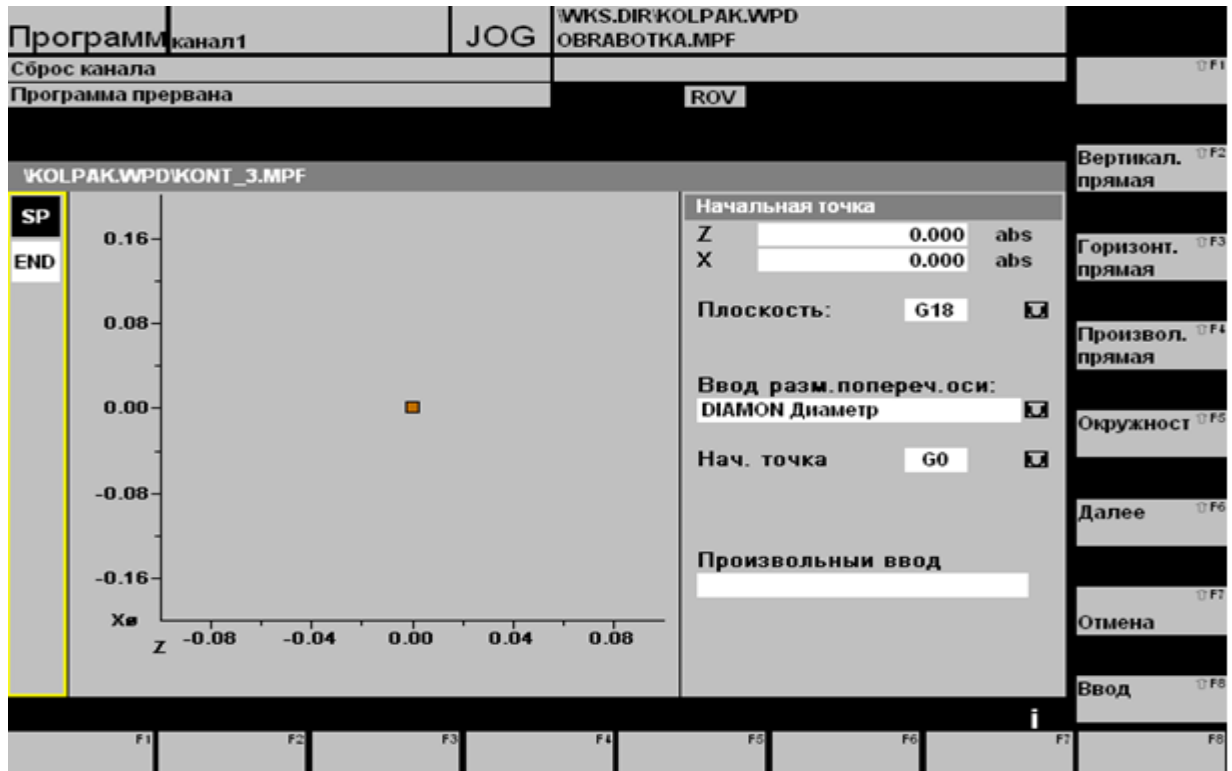 Программ канал1 JOG \WKS.DIR\KOLPAK.WPD
OBRABOTKA.MPF
Сброс канала
Программа прервана ROV
\KOLPAK.WPD\KONT_3.MPF
SP
END
0.16
0.08
0.00
-0.08
-0.16
Xø
Z -0.08 -0.04 0.00 0.04 0.08
Начальная точка
Z 0.000 abs
X 0.000 abs
Плоскость: G18
Ввод разм.попереч.оси:
DIAMON Диаметр
Нач. точка G0
Произвольныи ввод
⇧F1
Вертикал. ⇧F2
прямая
Горизонт. ⇧F3
прямая
Произвол. ⇧F4
прямая
Окружност ⇧F5
Далее ⇧F6
⇧F7
Отмена
Ввод ⇧F8
i
F1 F2 F3 F4 F5 F6 F7 F8